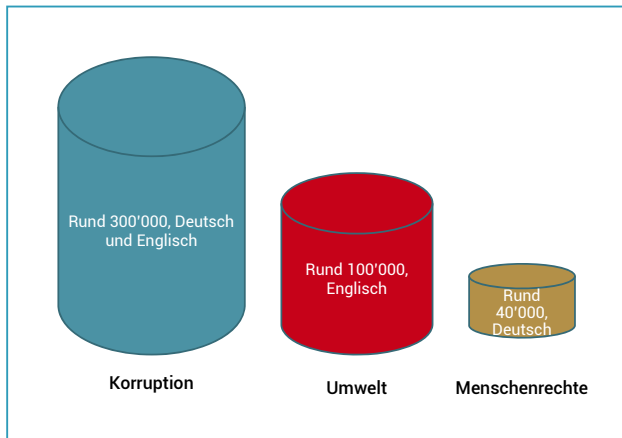 Rund 300'000, Deutsch
und Englisch
Rund 100'000,
Englisch
Rund
40'000,
Deutsch
Korruption
Umwelt
Menschenrechte